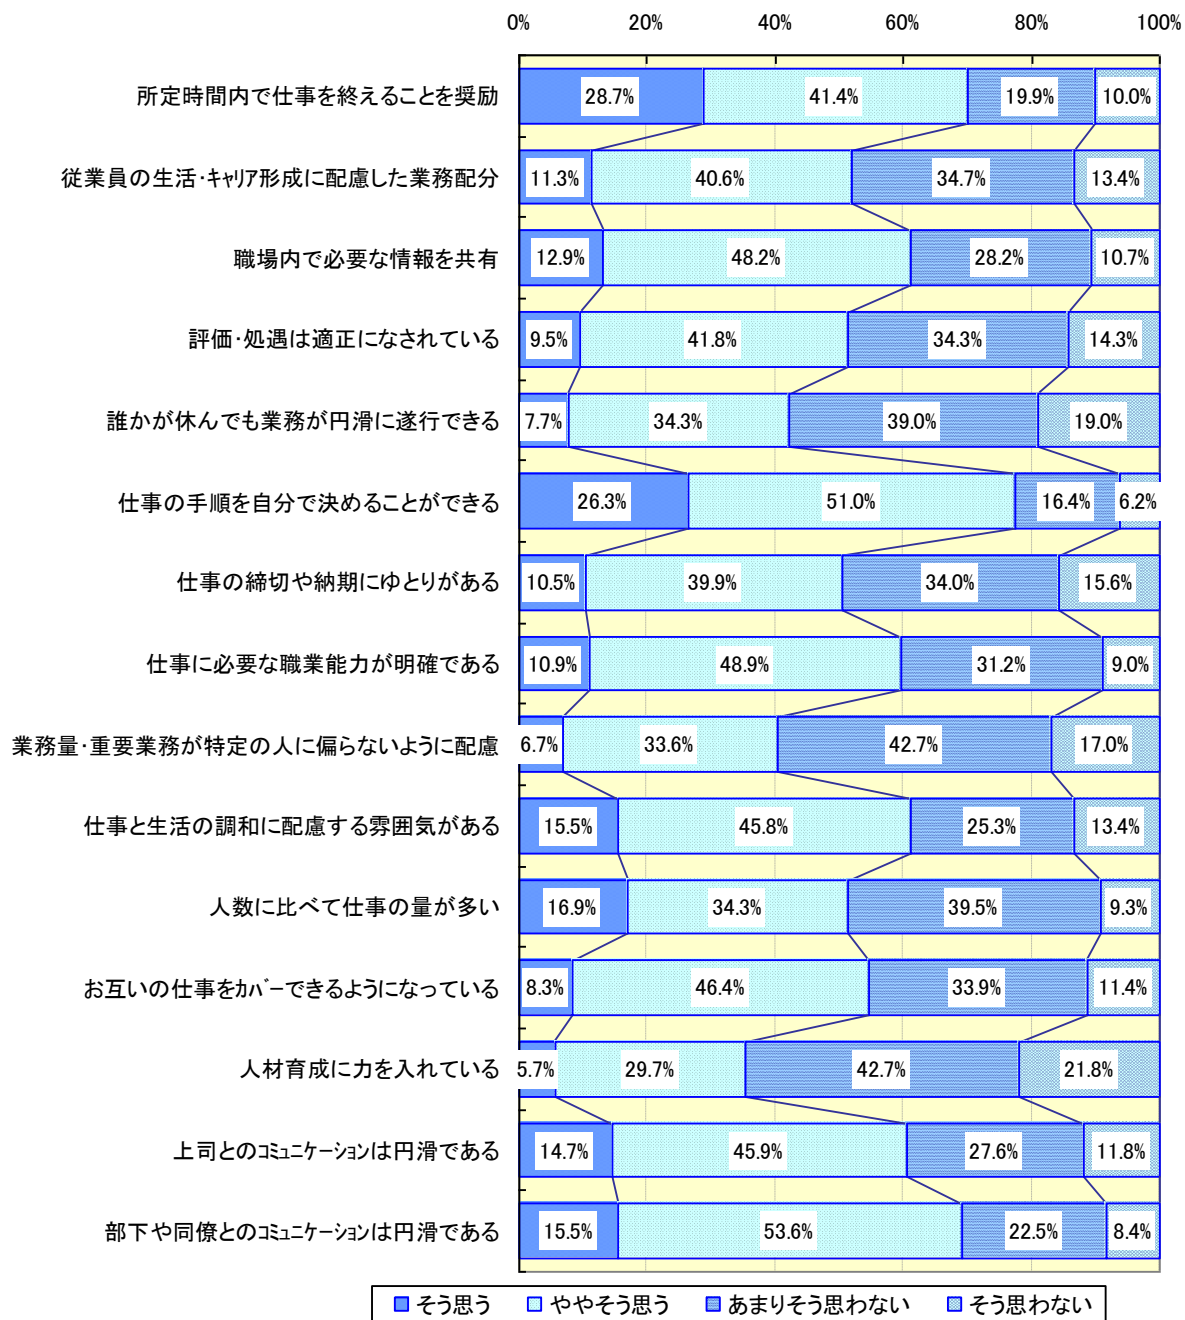 0% 20% 40% 60% 80% 100%
所定時間内で仕事を終えることを奨励 28.7% 41.4% 19.9% 10.0%
従業員の生活・ｷｬﾘｱ形成に配慮した業務配分 11.3% 40.6% 34.7% 13.4%
職場内で必要な情報を共有 12.9% 48.2% 28.2% 10.7%
評価・処遇は適正になされている 9.5% 41.8% 34.3% 14.3%
誰かが休んでも業務が円滑に遂行できる 7.7% 34.3% 39.0% 19.0%
仕事の手順を自分で決めることができる 26.3% 51.0% 16.4% 6.2%
仕事の締切や納期にゆとりがある 10.5% 39.9% 34.0% 15.6%
仕事に必要な職業能力が明確である 10.9% 48.9% 31.2% 9.0%
業務量・重要業務が特定の人に偏らないように配慮 6.7% 33.6% 42.7% 17.0%
仕事と生活の調和に配慮する雰囲気がある 15.5% 45.8% 25.3% 13.4%
人数に比べて仕事の量が多い 16.9% 34.3% 39.5% 9.3%
お互いの仕事をｶﾊﾞｰできるようになっている 8.3% 46.4% 33.9% 11.4%
人材育成に力を入れている 5.7% 29.7% 42.7% 21.8%
上司とのｺﾐｭﾆｹｰｼｮﾝは円滑である 14.7% 45.9% 27.6% 11.8%
部下や同僚とのｺﾐｭﾆｹｰｼｮﾝは円滑である 15.5% 53.6% 22.5% 8.4%
そう思う ややそう思う あまりそう思わない そう思わない